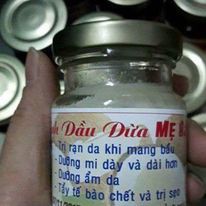 Dầu Dừa MẸ
- Trị rạn da khi mang bầu
- Dưỡng mi dày và dài hơn
- Dưỡng ẩm da
- Tẩy tế bào chết và trị sẹo